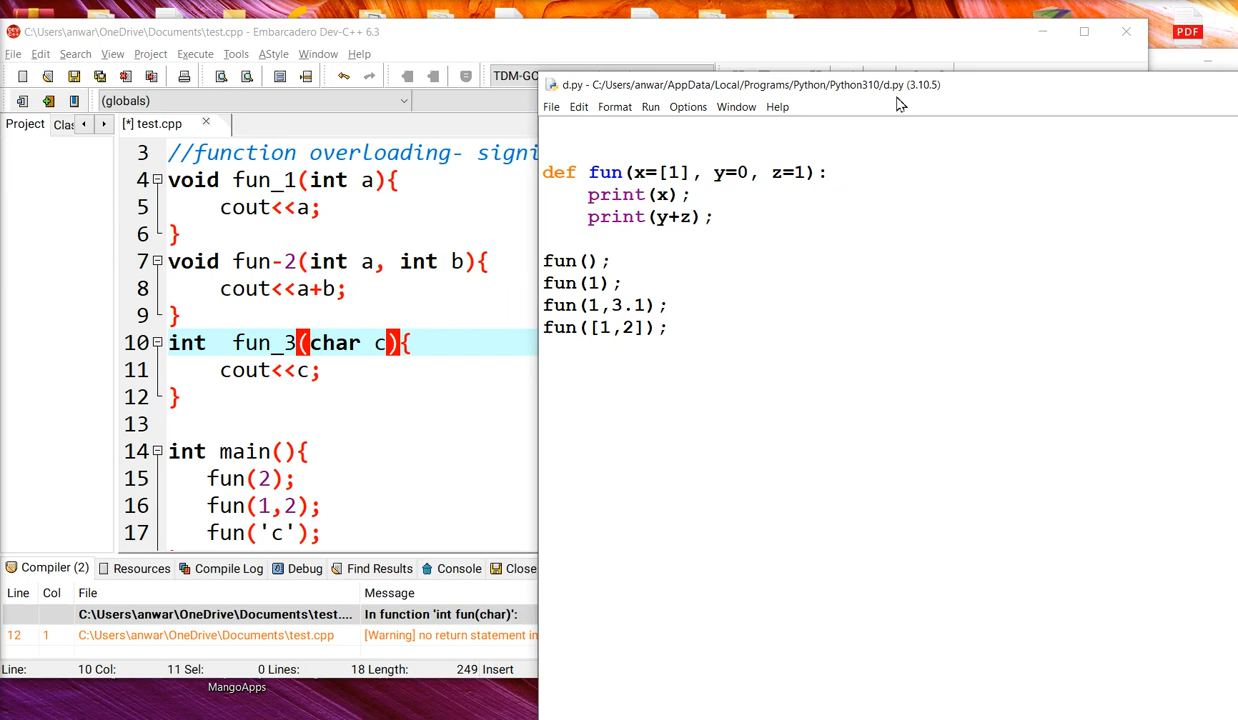 C:\Users\anwar\OneDrive\Documents\test.cpp - Embarcadero Dev-C++ 6.3
File Edit Search View Project Execute Tools AStyle Window Help
TDM-GC
(globals)
Project Clas [*] test.cpp
3 //function overloading- signi
4 void fun_1(int a){
5 cout<<a;
6 }
7 void fun-2(int a, int b){
8 cout<<a+b;
9 }
10 int fun_3(char c){
11 cout<<c;
12 }
13
14 int main(){
15 fun(2);
16 fun(1,2);
17 fun('c');
Compiler (2) Resources Compile Log Debug Find Results Console Close
Line Col File Message
C:\Users\anwar\OneDrive\Documents\test.... In function 'int fun(char)':
12 1 C:\Users\anwar\OneDrive\Documents\test.cpp [Warning] no return statement in
Line: 10 Col: 11 Sel: 0 Lines: 18 Length: 249 Insert
MangoApps
PDF
d.py - C:/Users/anwar/AppData/Local/Programs/Python/Python310/d.py (3.10.5)
File Edit Format Run Options Window Help
def fun(x=[1], y=0, z=1):
print(x);
print(y+z);
fun();
fun(1);
fun(1,3.1);
fun([1,2]);